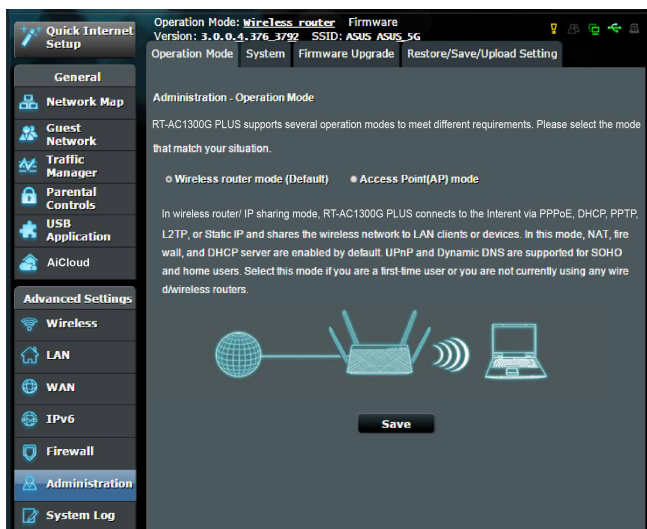 Quick Internet
Setup
General
Network Map
Guest
Network
Traffic
Manager
Parental
Controls
USB
Application
AiCloud
Advanced Settings
Wireless
LAN
WAN
IPv6
Firewall
Administration
System Log
Operation Mode: Wireless router Firmware
Version: 3.0.0.4.376_3792 SSID: ASUS ASUS_5G
Operation Mode System Firmware Upgrade Restore/Save/Upload Setting
Administration - Operation Mode
RT-AC1300G PLUS supports several operation modes to meet different requirements. Please select the mode
that match your situation.
Wireless router mode (Default) Access Point(AP) mode
In wireless router/ IP sharing mode, RT-AC1300G PLUS connects to the Interent via PPPoE, DHCP, PPTP,
L2TP, or Static IP and shares the wireless network to LAN clients or devices. In this mode, NAT, fire
wall, and DHCP server are enabled by default. UPnP and Dynamic DNS are supported for SOHO
and home users. Select this mode if you are a first-time user or you are not currently using any wire
d/wireless routers.
Save